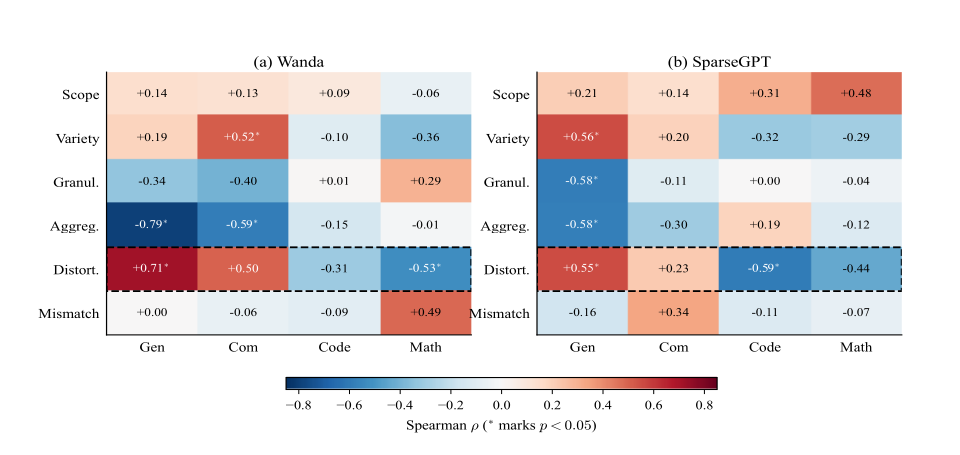 (a) Wanda
Scope +0.14 +0.13 +0.09 -0.06
Variety +0.19 +0.52* -0.10 -0.36
Granul. -0.34 -0.40 +0.01 +0.29
Aggreg. -0.79* -0.59* -0.15 -0.01
Distort. +0.71* +0.50 -0.31 -0.53*
Mismatch +0.00 -0.06 -0.09 +0.49
Gen Com Code Math
(b) SparseGPT
Scope +0.21 +0.14 +0.31 +0.48
Variety +0.56* +0.20 -0.32 -0.29
Granul. -0.58* -0.11 +0.00 -0.04
Aggreg. -0.58* -0.30 +0.19 -0.12
Distort. +0.55* +0.23 -0.59* -0.44
Mismatch -0.16 +0.34 -0.11 -0.07
Gen Com Code Math
−0.8 −0.6 −0.4 −0.2 0.0 0.2 0.4 0.6 0.8
Spearman ρ (* marks p < 0.05)